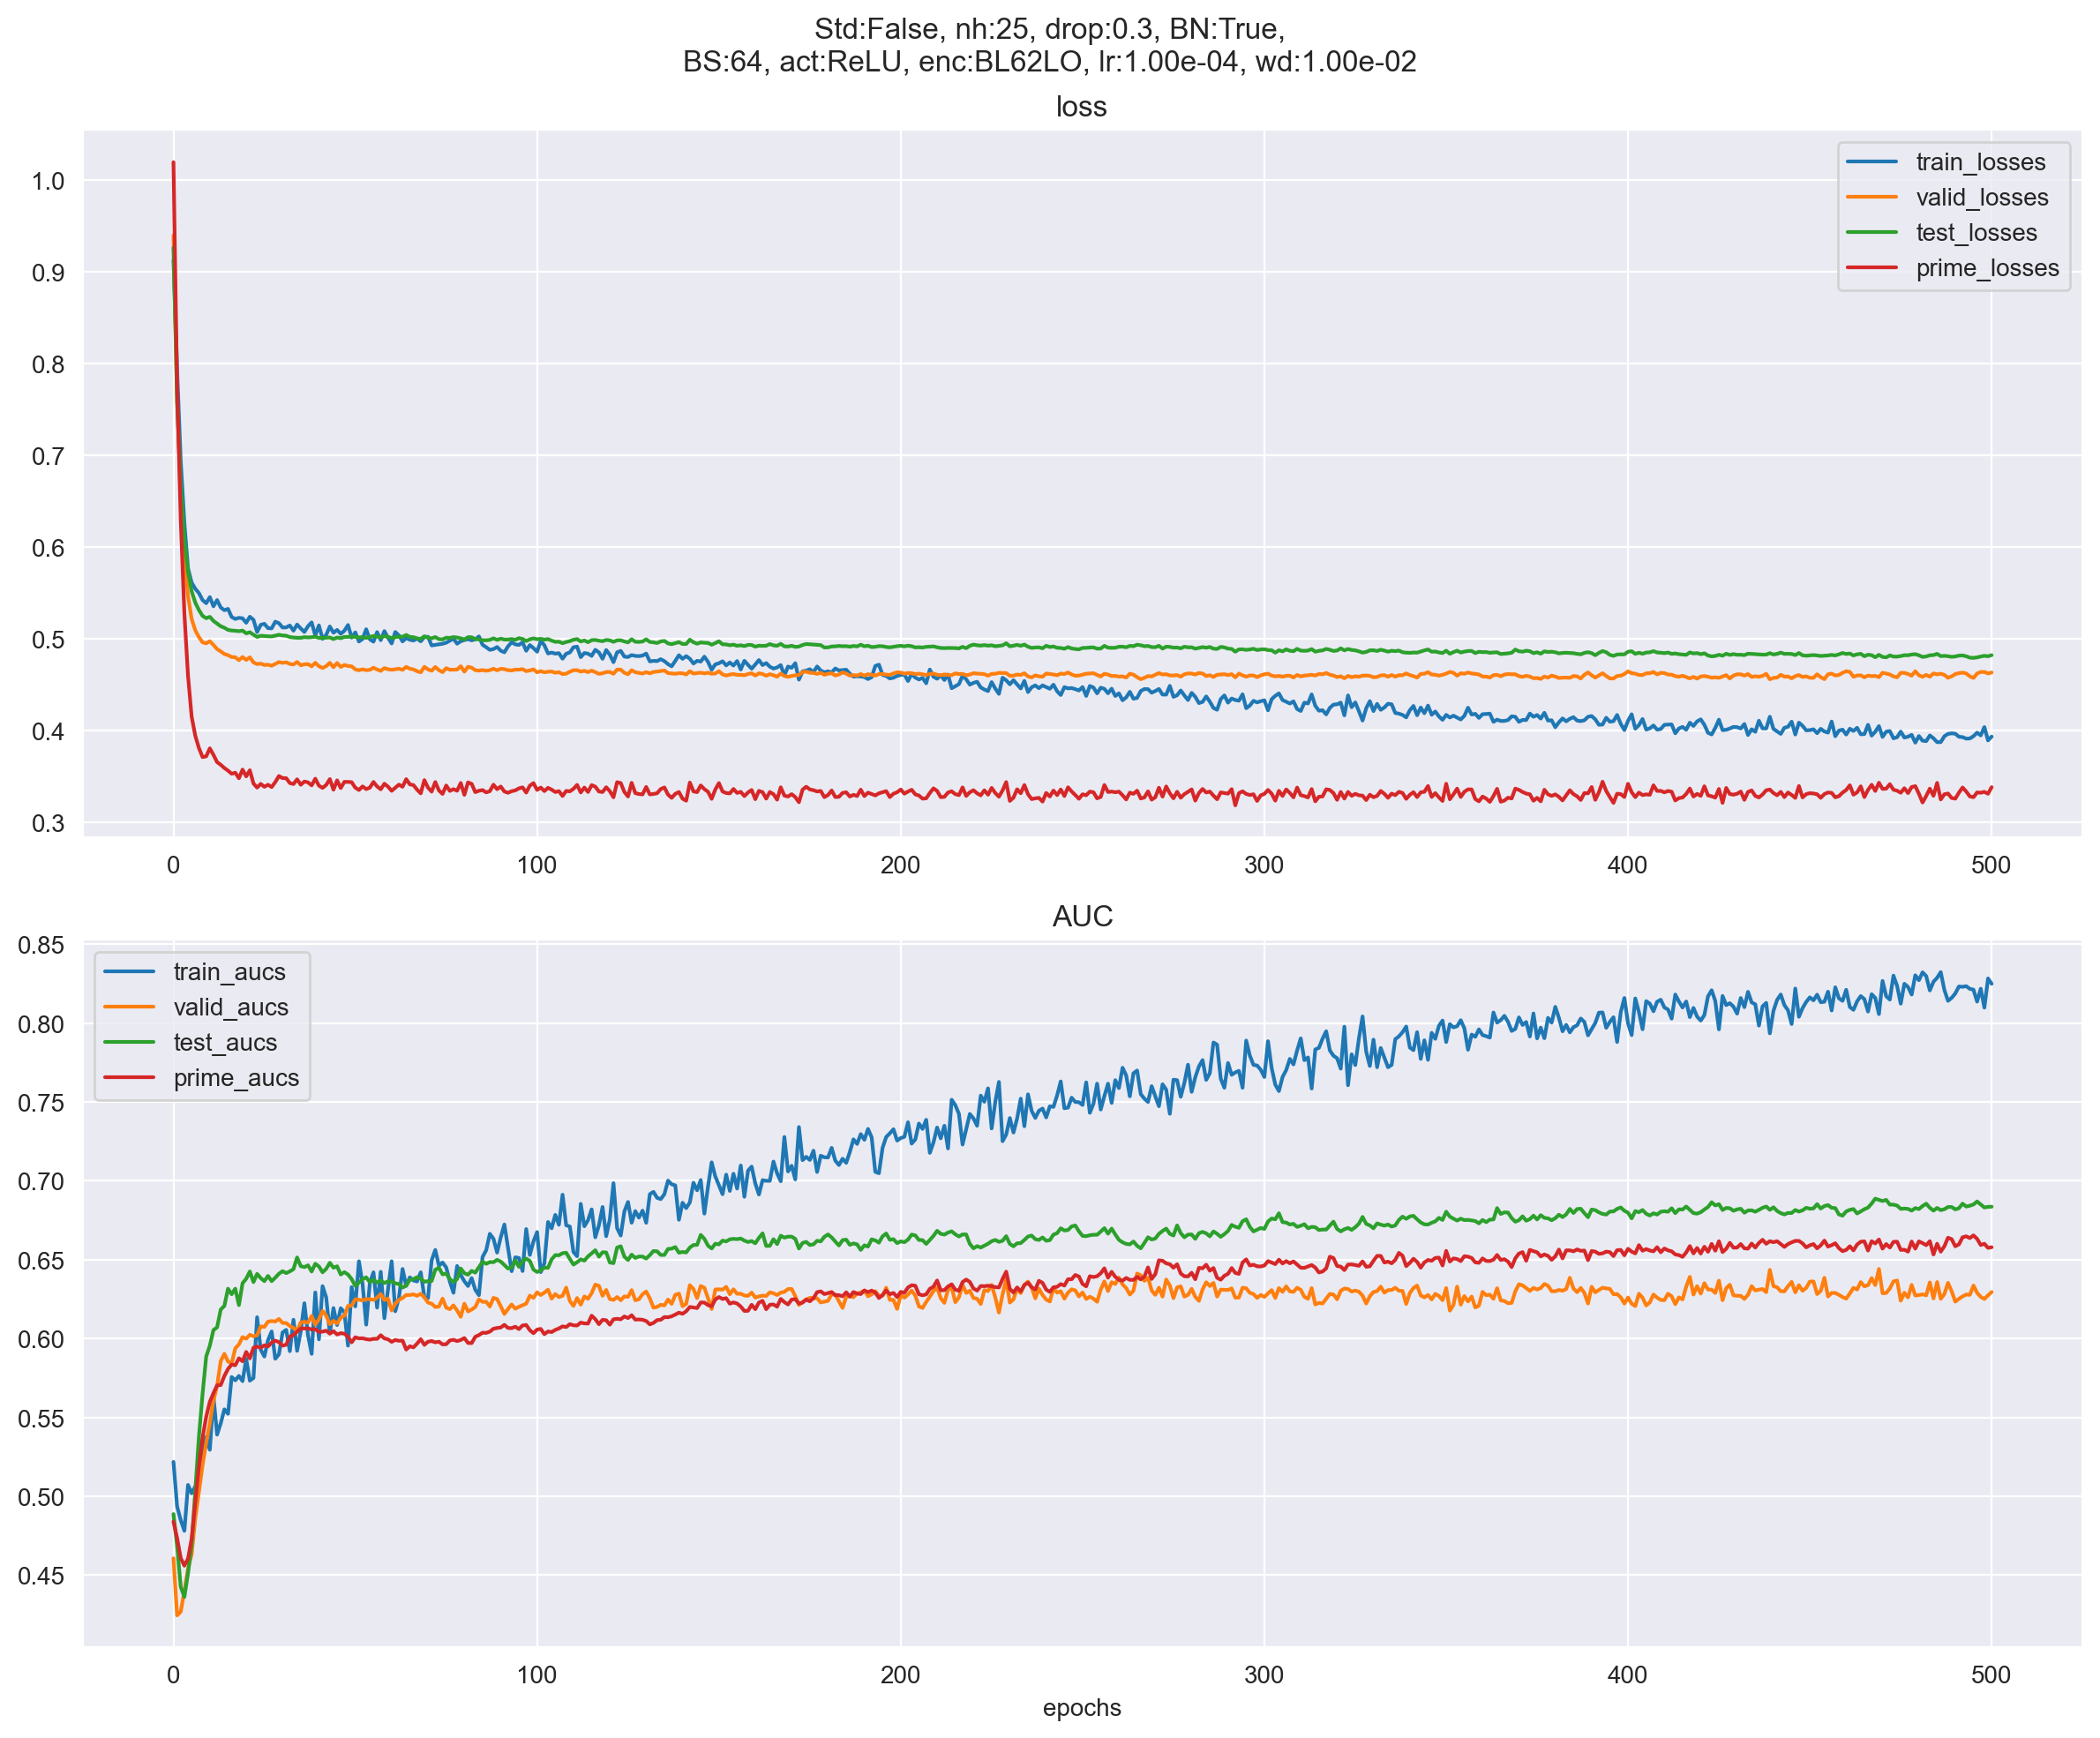 Std:False, nh:25, drop:0.3, BN:True,
BS:64, act:ReLU, enc:BL62LO, lr:1.00e-04, wd:1.00e-02
loss
1.0
0.9
0.8
0.7
0.6
0.5
0.4
0.3
train_losses
valid_losses
test_losses
prime_losses
0 100 200 300 400 500
AUC
0.85
0.80
0.75
0.70
0.65
0.60
0.55
0.50
0.45
train_aucs
valid_aucs
test_aucs
prime_aucs
0 100 200 300 400 500
epochs